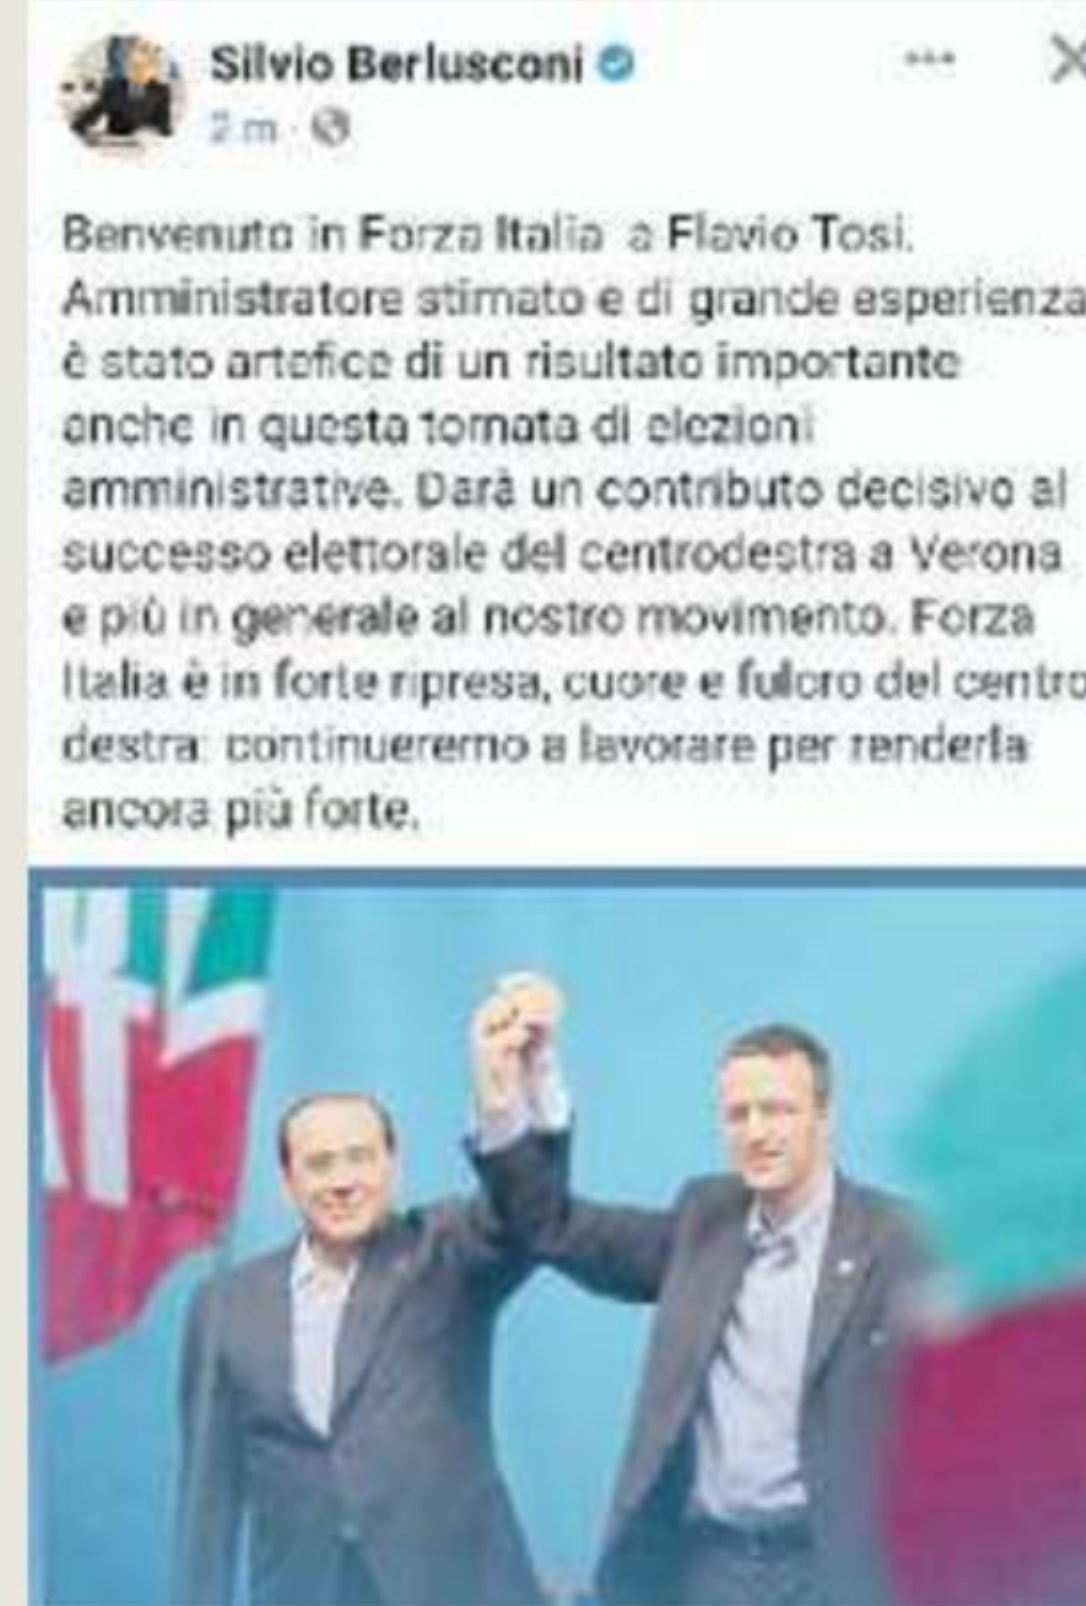 Silvio Berlusconi
2 m ·
Benvenuto in Forza Italia a Flavio Tosi.
Amministratore stimato e di grande esperienza
è stato artefice di un risultato importante
anche in questa tornata di elezioni
amministrative. Darà un contributo decisivo al
successo elettorale del centrodestra a Verona
e più in generale al nostro movimento. Forza
Italia è in forte ripresa, cuore e fulcro del centro
destra: continueremo a lavorare per renderla
ancora più forte.